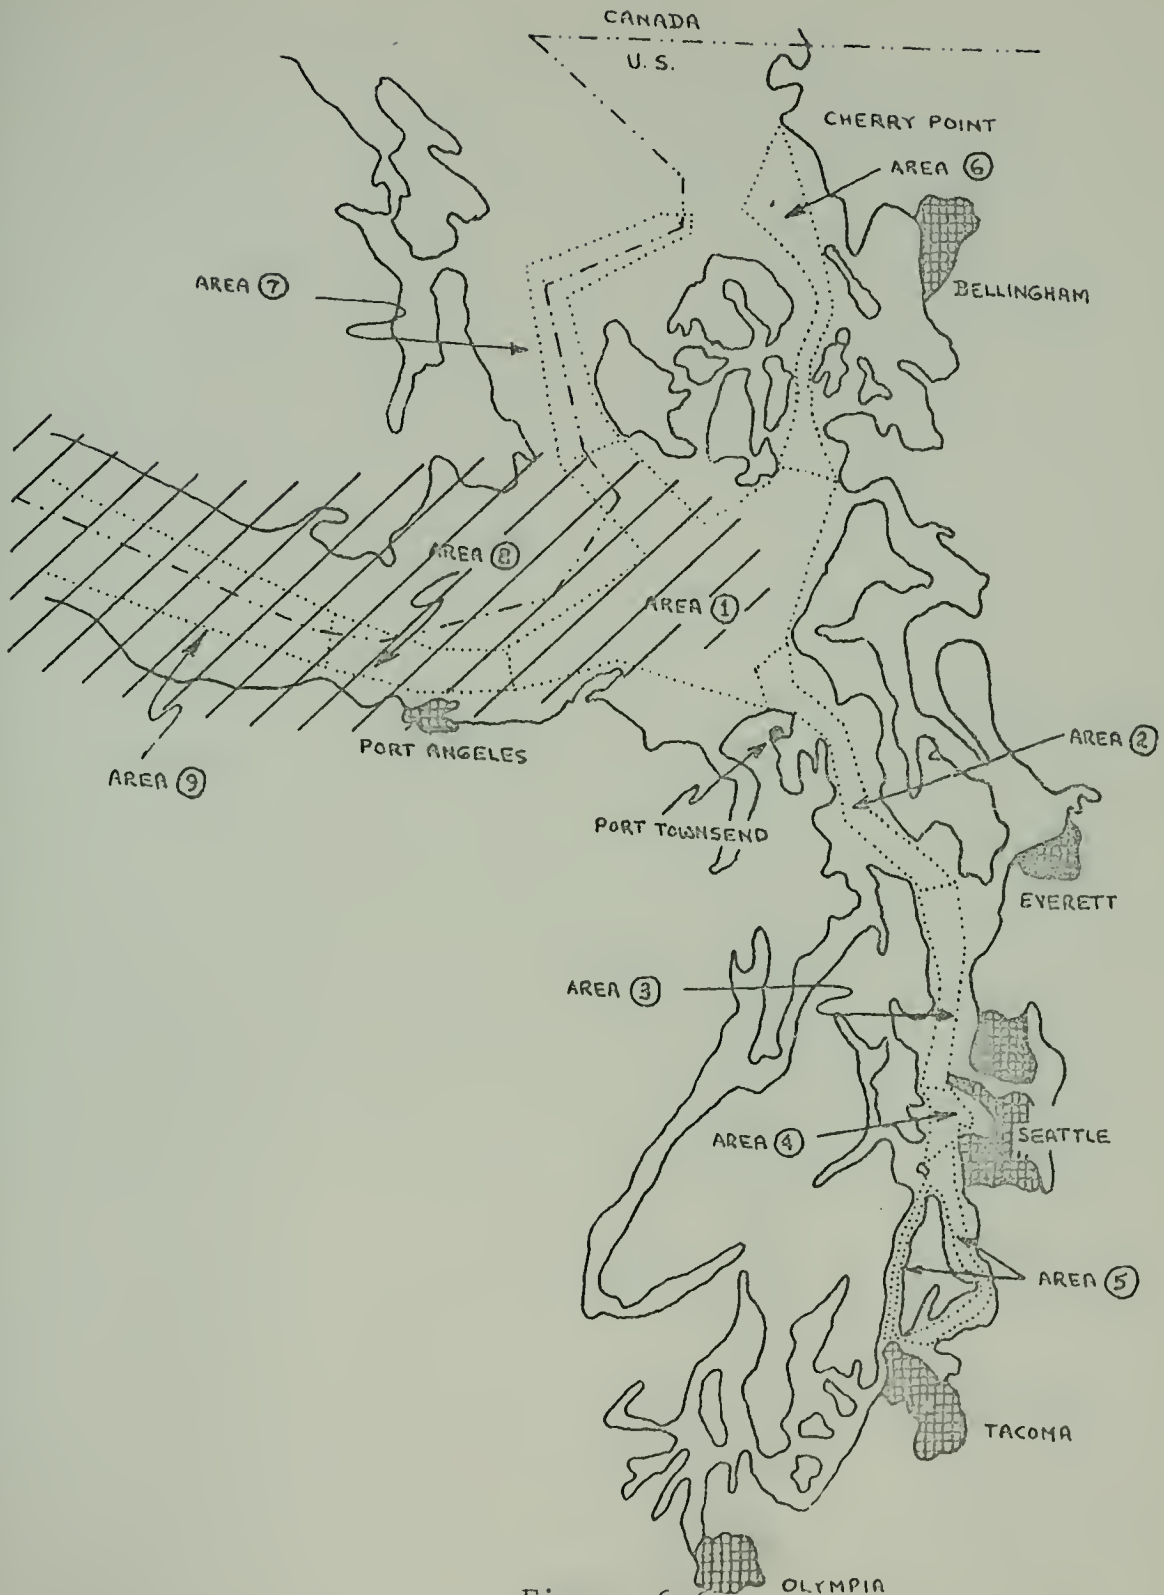 CANADA
U.S.
CHERRY POINT
AREA 6
AREA 7
BELLINGHAM
AREA 8
AREA 1
AREA 2
PORT ANGELES
AREA 9
PORT TOWNSEND
EVERETT
AREA 3
AREA 4
SEATTLE
AREA 5
TACOMA
OLYMPIA